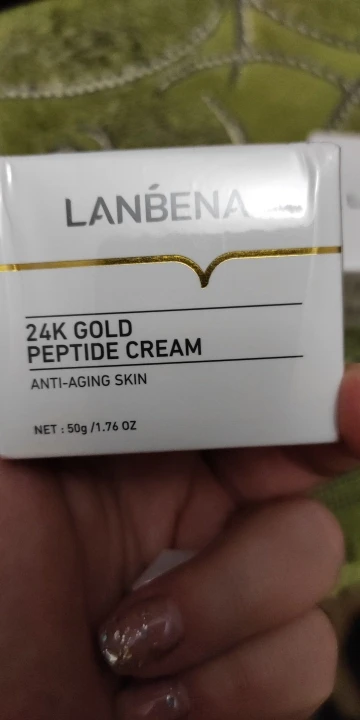 LANBENA
24K GOLD
PEPTIDE CREAM
ANTI-AGING SKIN
NET : 50g /1.76 OZ